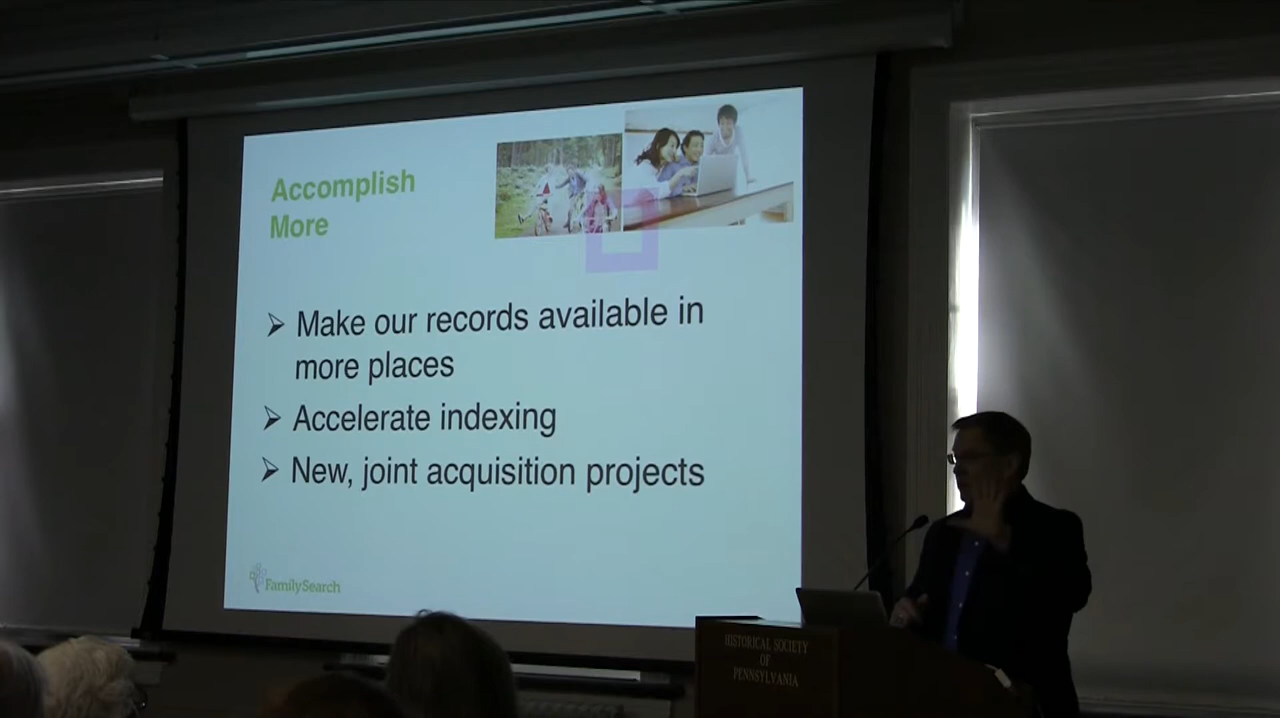 Accomplish
More
➢ Make our records available in
more places
➢ Accelerate indexing
➢ New, joint acquisition projects
FamilySearch
HISTORICAL SOCIETY
OF
PENNSYLVANIA